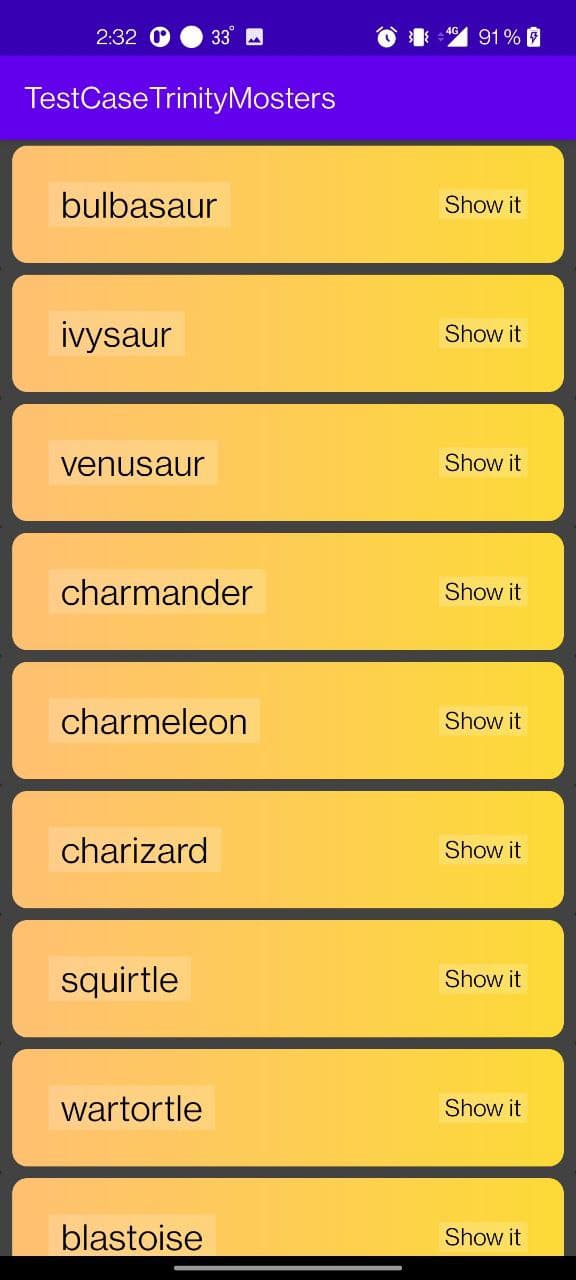 2:32 33° 4G 91%
TestCaseTrinityMosters
bulbasaur Show it
ivysaur Show it
venusaur Show it
charmander Show it
charmeleon Show it
charizard Show it
squirtle Show it
wartortle Show it
blastoise Show it